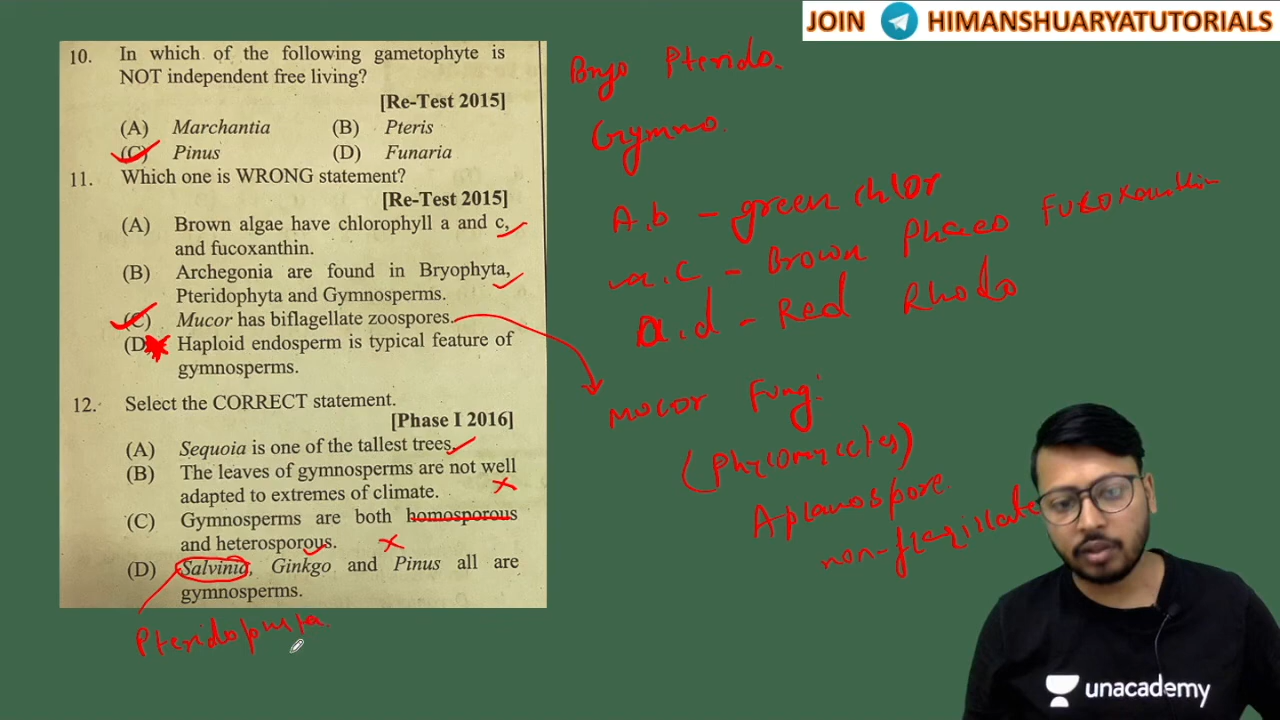 JOIN HIMANSHUARYATUTORIALS
10. In which of the following gametophyte is
NOT independent free living?
[Re-Test 2015]
(A) Marchantia (B) Pteris
(C) Pinus (D) Funaria
11. Which one is WRONG statement?
[Re-Test 2015]
(A) Brown algae have chlorophyll a and c,
and fucoxanthin.
(B) Archegonia are found in Bryophyta,
Pteridophyta and Gymnosperms.
(C) Mucor has biflagellate zoospores.
(D) Haploid endosperm is typical feature of
gymnosperms.
12. Select the CORRECT statement.
[Phase I 2016]
(A) Sequoia is one of the tallest trees.
(B) The leaves of gymnosperms are not well
adapted to extremes of climate.
(C) Gymnosperms are both homosporous
and heterosporous.
(D) Salvinia, Ginkgo and Pinus all are
gymnosperms.
Pteridophyta.
Bryo Pterido.
Gymno.
A.b - green chlor
a.c - Brown Phaeo Fucoxanthin
a.d - Red Rhodo
Mucor Fungi
(Phycomycetes)
Aplanospore
non-flagillate
unacademy